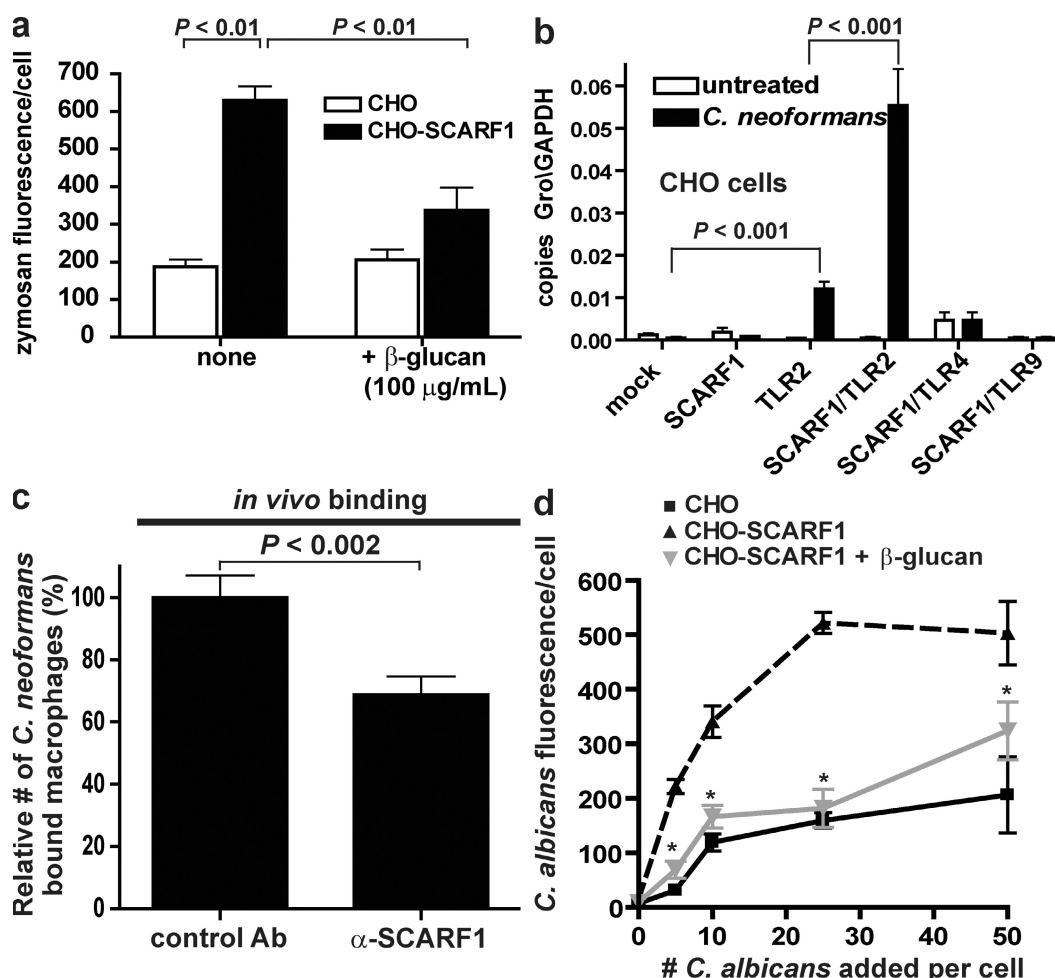 a
P < 0.01
P < 0.01
zymosan fluorescence/cell
700
600
500
400
300
200
100
0
CHO
CHO-SCARF1
none
+ β-glucan
(100 μg/mL)
b
P < 0.001
copies Gro\GAPDH
0.06
0.05
0.04
0.03
0.02
0.01
0.00
untreated
C. neoformans
CHO cells
P < 0.001
mock
SCARF1
TLR2
SCARF1/TLR2
SCARF1/TLR4
SCARF1/TLR9
c
in vivo binding
P < 0.002
Relative # of C. neoformans
bound macrophages (%)
100
80
60
40
20
0
control Ab
α-SCARF1
d
CHO
CHO-SCARF1
CHO-SCARF1 + β-glucan
C. albicans fluorescence/cell
600
500
400
300
200
100
0
*
*
*
*
0
10
20
30
40
50
# C. albicans added per cell